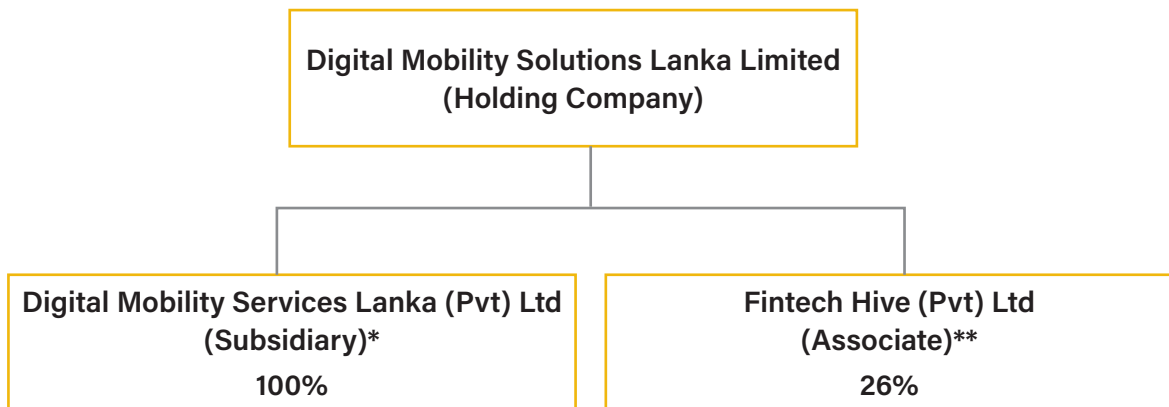 Digital Mobility Solutions Lanka Limited
(Holding Company)
Digital Mobility Services Lanka (Pvt) Ltd
(Subsidiary)*
100%
Fintech Hive (Pvt) Ltd
(Associate)**
26%